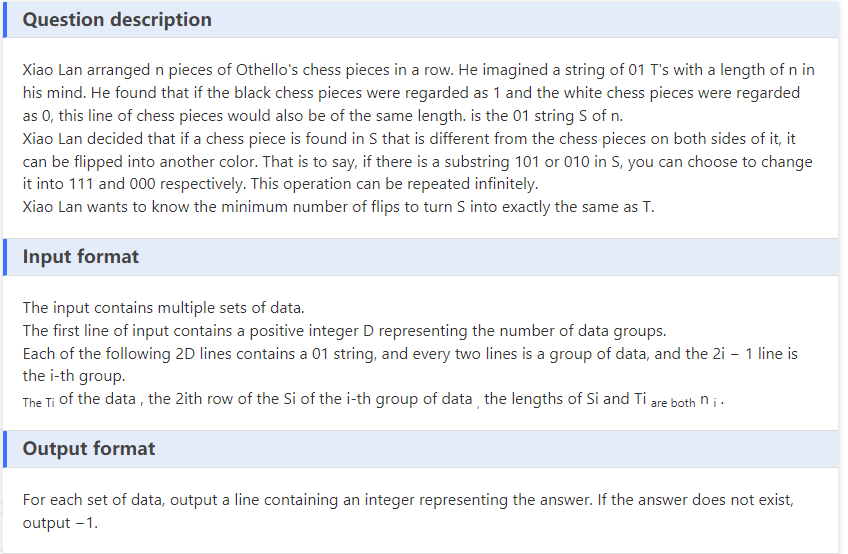 Question description
Xiao Lan arranged n pieces of Othello's chess pieces in a row. He imagined a string of 01 T's with a length of n in
his mind. He found that if the black chess pieces were regarded as 1 and the white chess pieces were regarded
as 0, this line of chess pieces would also be of the same length. is the 01 string S of n.
Xiao Lan decided that if a chess piece is found in S that is different from the chess pieces on both sides of it, it
can be flipped into another color. That is to say, if there is a substring 101 or 010 in S, you can choose to change
it into 111 and 000 respectively. This operation can be repeated infinitely.
Xiao Lan wants to know the minimum number of flips to turn S into exactly the same as T.
Input format
The input contains multiple sets of data.
The first line of input contains a positive integer D representing the number of data groups.
Each of the following 2D lines contains a 01 string, and every two lines is a group of data, and the 2i − 1 line is
the i-th group.
The Ti of the data , the 2ith row of the Si of the i-th group of data , the lengths of Si and Ti are both n i .
Output format
For each set of data, output a line containing an integer representing the answer. If the answer does not exist,
output −1.